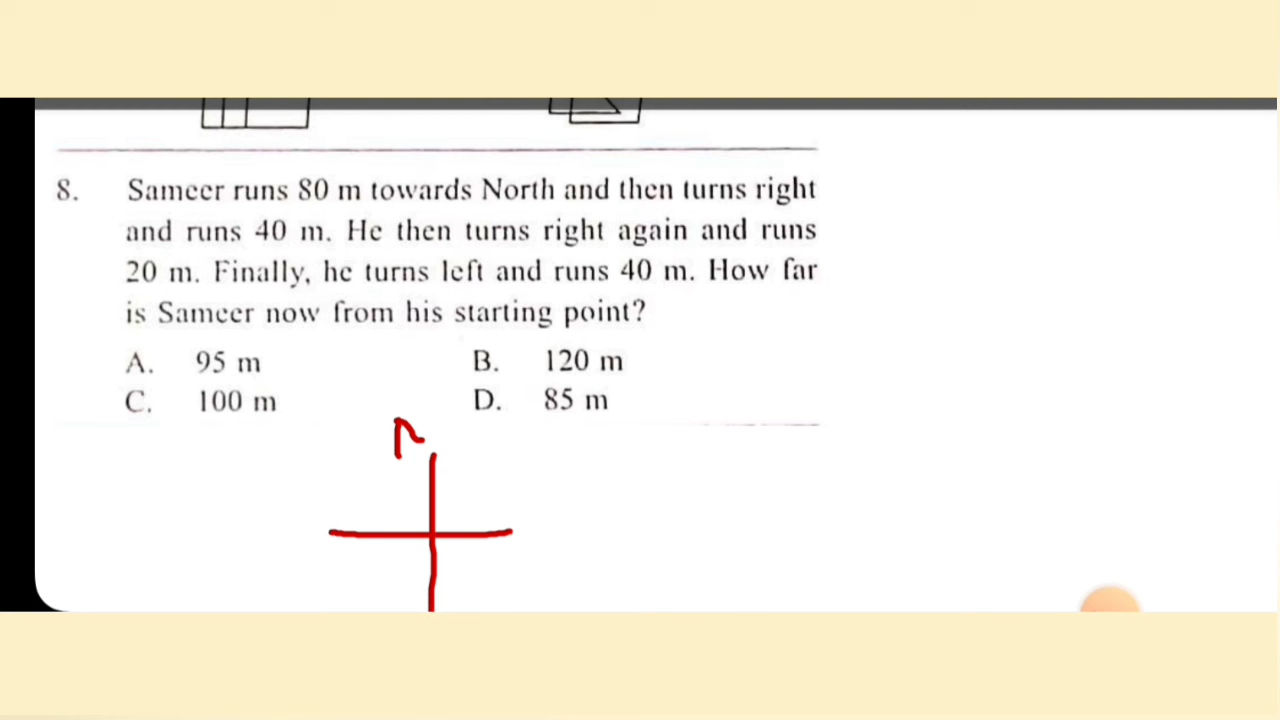 8. Sameer runs 80 m towards North and then turns right
and runs 40 m. He then turns right again and runs
20 m. Finally, he turns left and runs 40 m. How far
is Sameer now from his starting point?
A. 95 m B. 120 m
C. 100 m D. 85 m